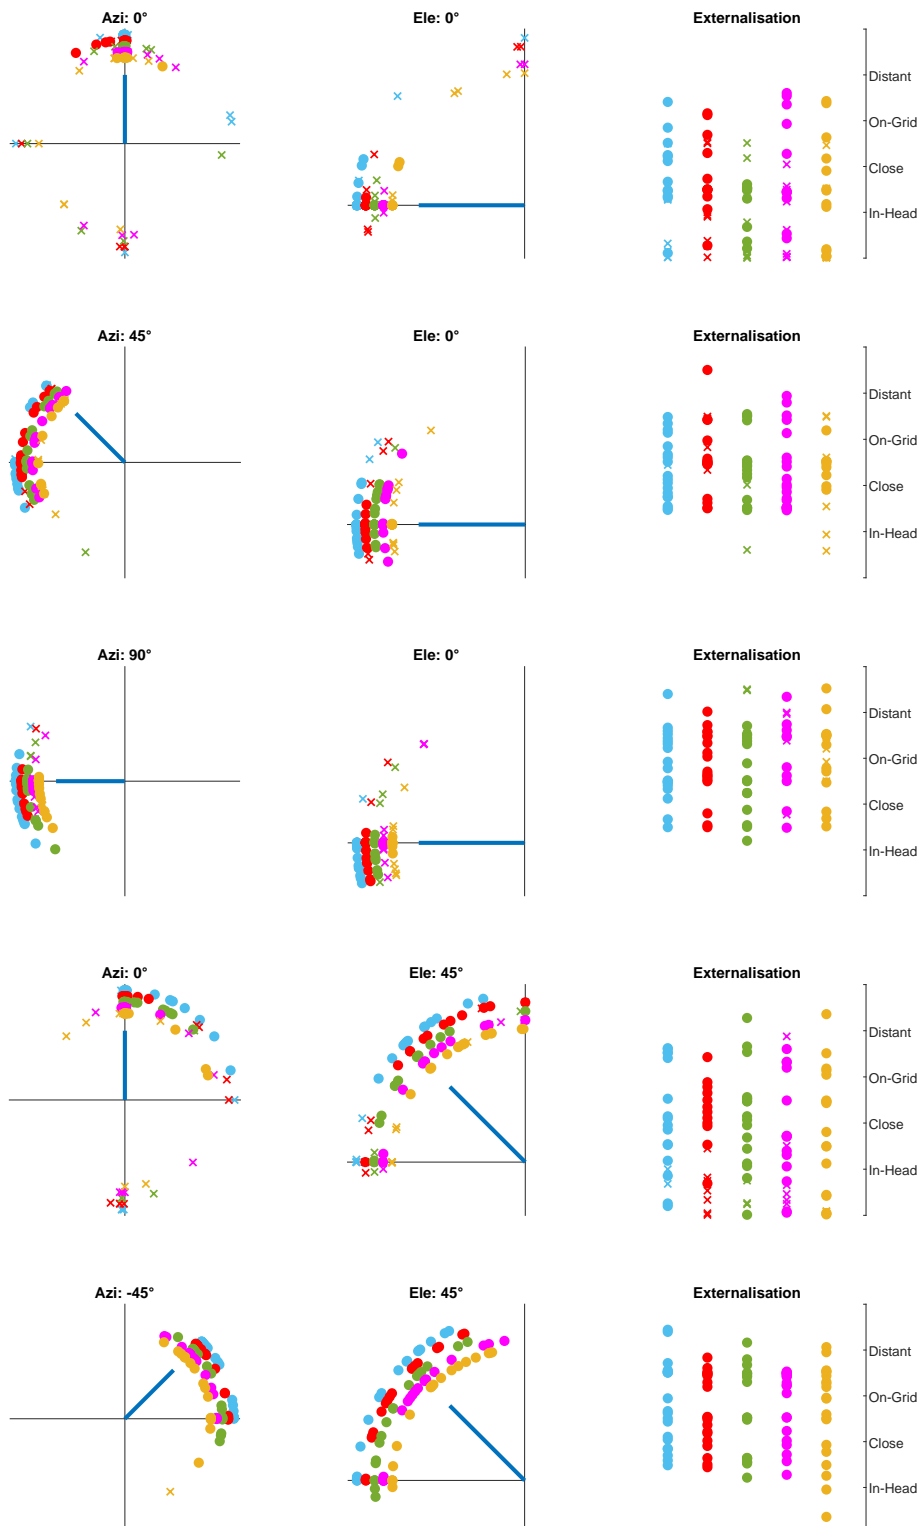 Azi: 0° Ele: 0° Externalisation
Distant
On-Grid
Close
In-Head
Azi: 45° Ele: 0° Externalisation
Distant
On-Grid
Close
In-Head
Azi: 90° Ele: 0° Externalisation
Distant
On-Grid
Close
In-Head
Azi: 0° Ele: 45° Externalisation
Distant
On-Grid
Close
In-Head
Azi: -45° Ele: 45° Externalisation
Distant
On-Grid
Close
In-Head